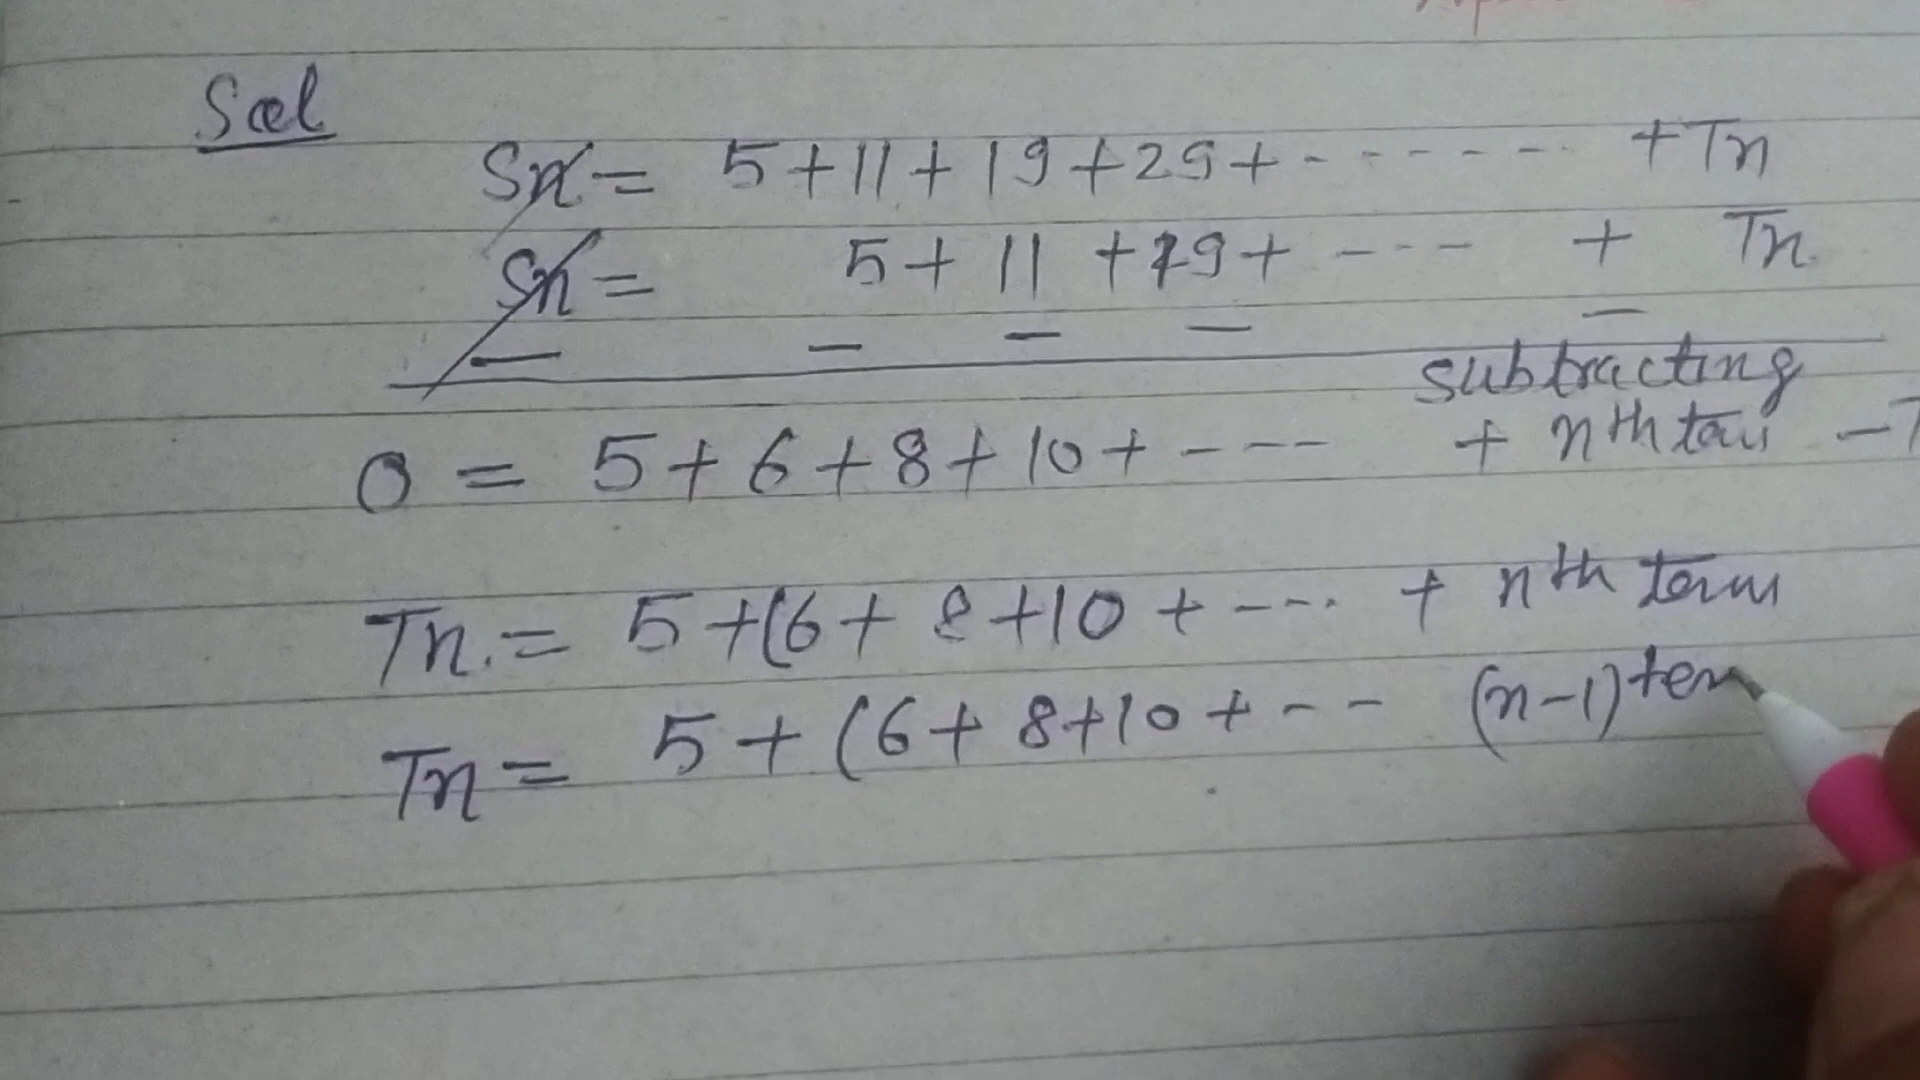 Sol
Sn = 5+11+19+29+------ +Tn
Sn = 5+ 11 +19+ --- + Tn
— — — — —
subtracting
0 = 5+6+8+10+---- + nth term -T
Tn. = 5+(6+ 8+10 +---. + nth term
Tn = 5+(6+ 8+10+-- (n-1) ter